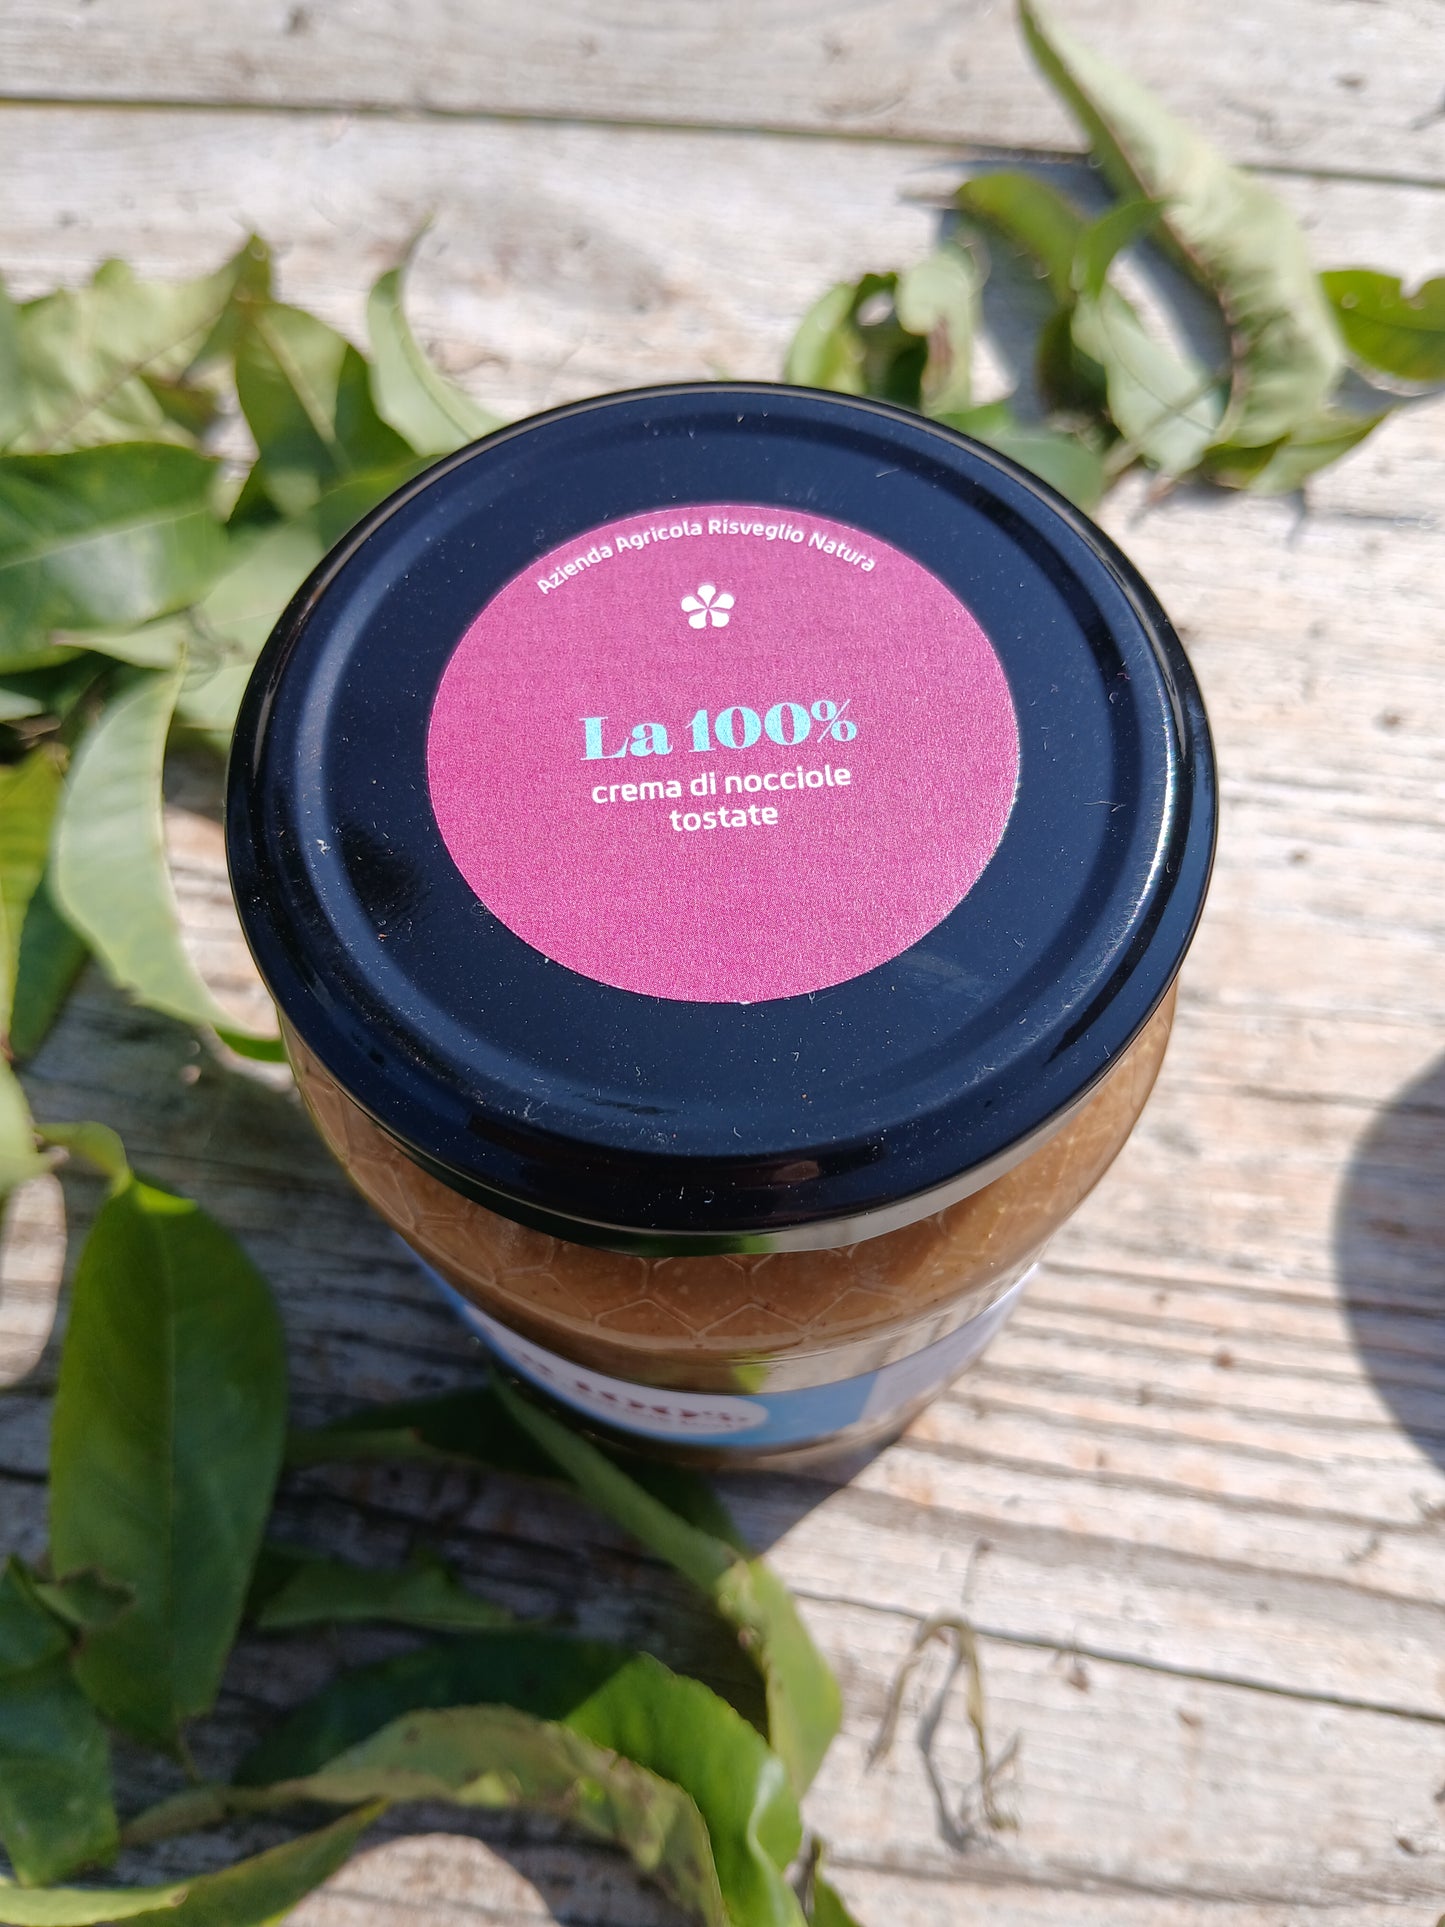 Azienda Agricola Risveglio Natura
La 100%
crema di nocciole
tostate